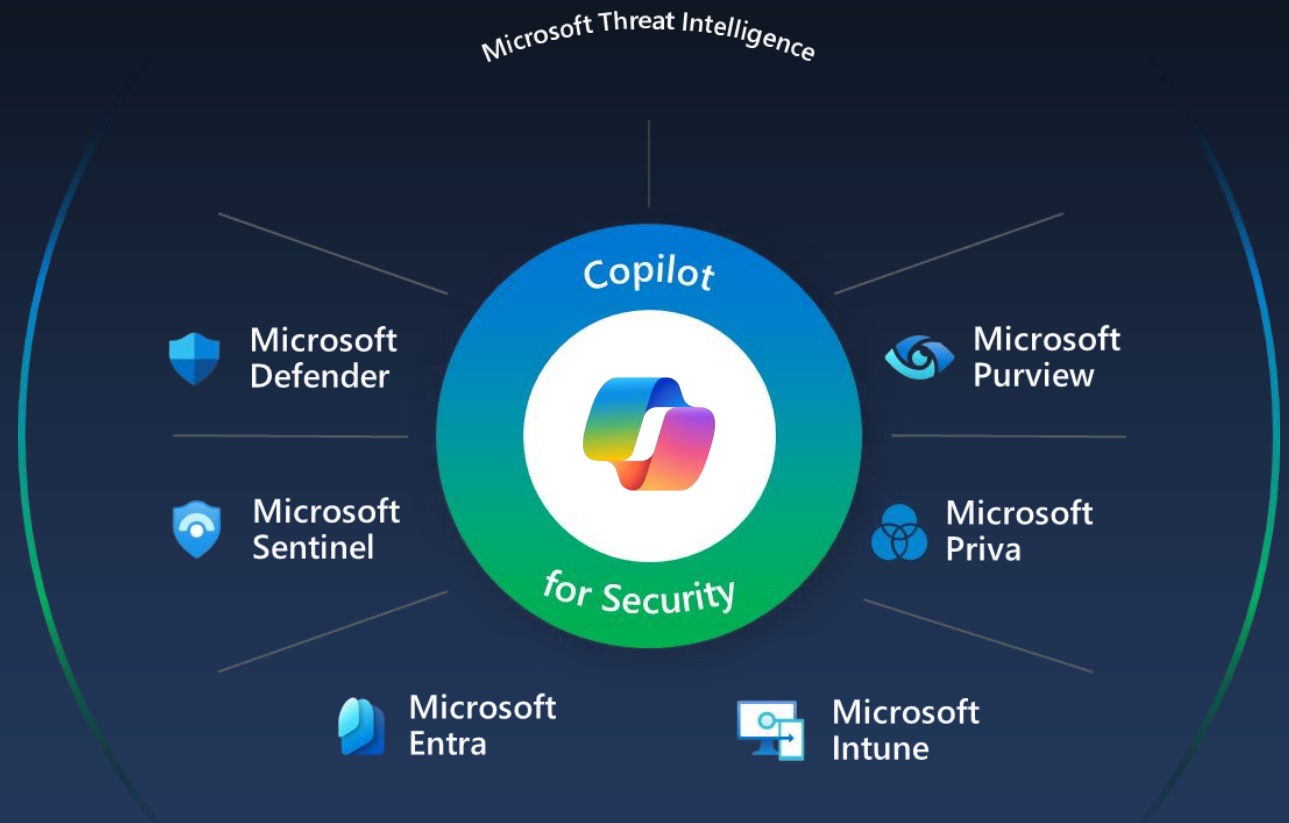 Microsoft Threat Intelligence
Copilot
for Security
Microsoft
Defender
Microsoft
Purview
Microsoft
Sentinel
Microsoft
Priva
Microsoft
Entra
Microsoft
Intune